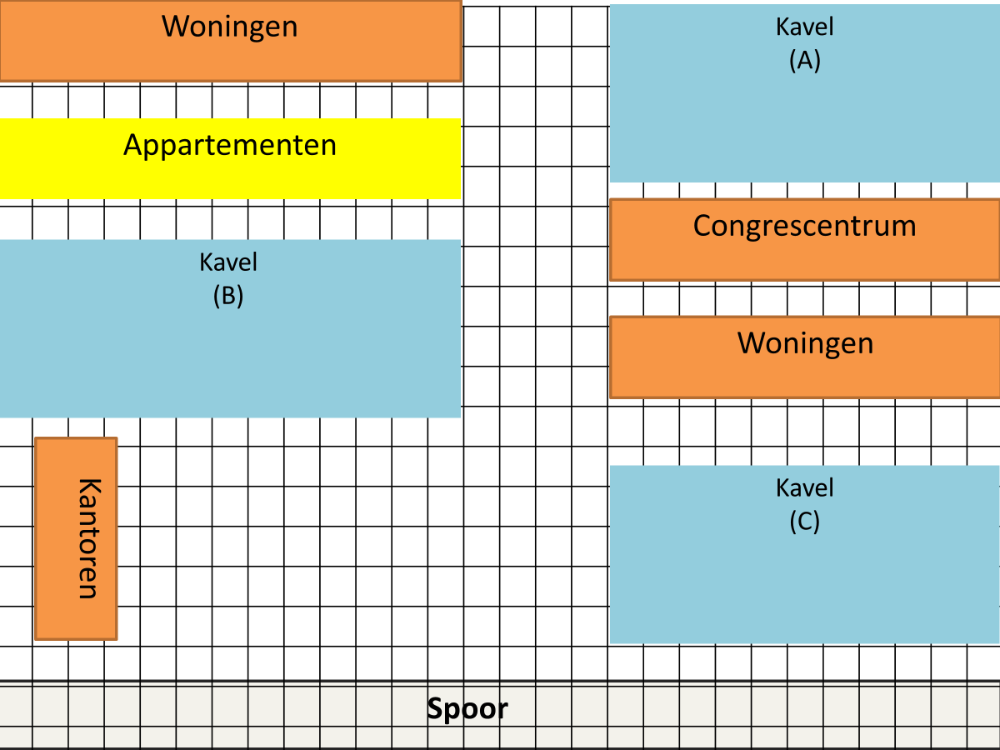 Woningen
Kavel
(A)
Appartementen
Congrescentrum
Kavel
(B)
Woningen
Kantoren
Kavel
(C)
Spoor